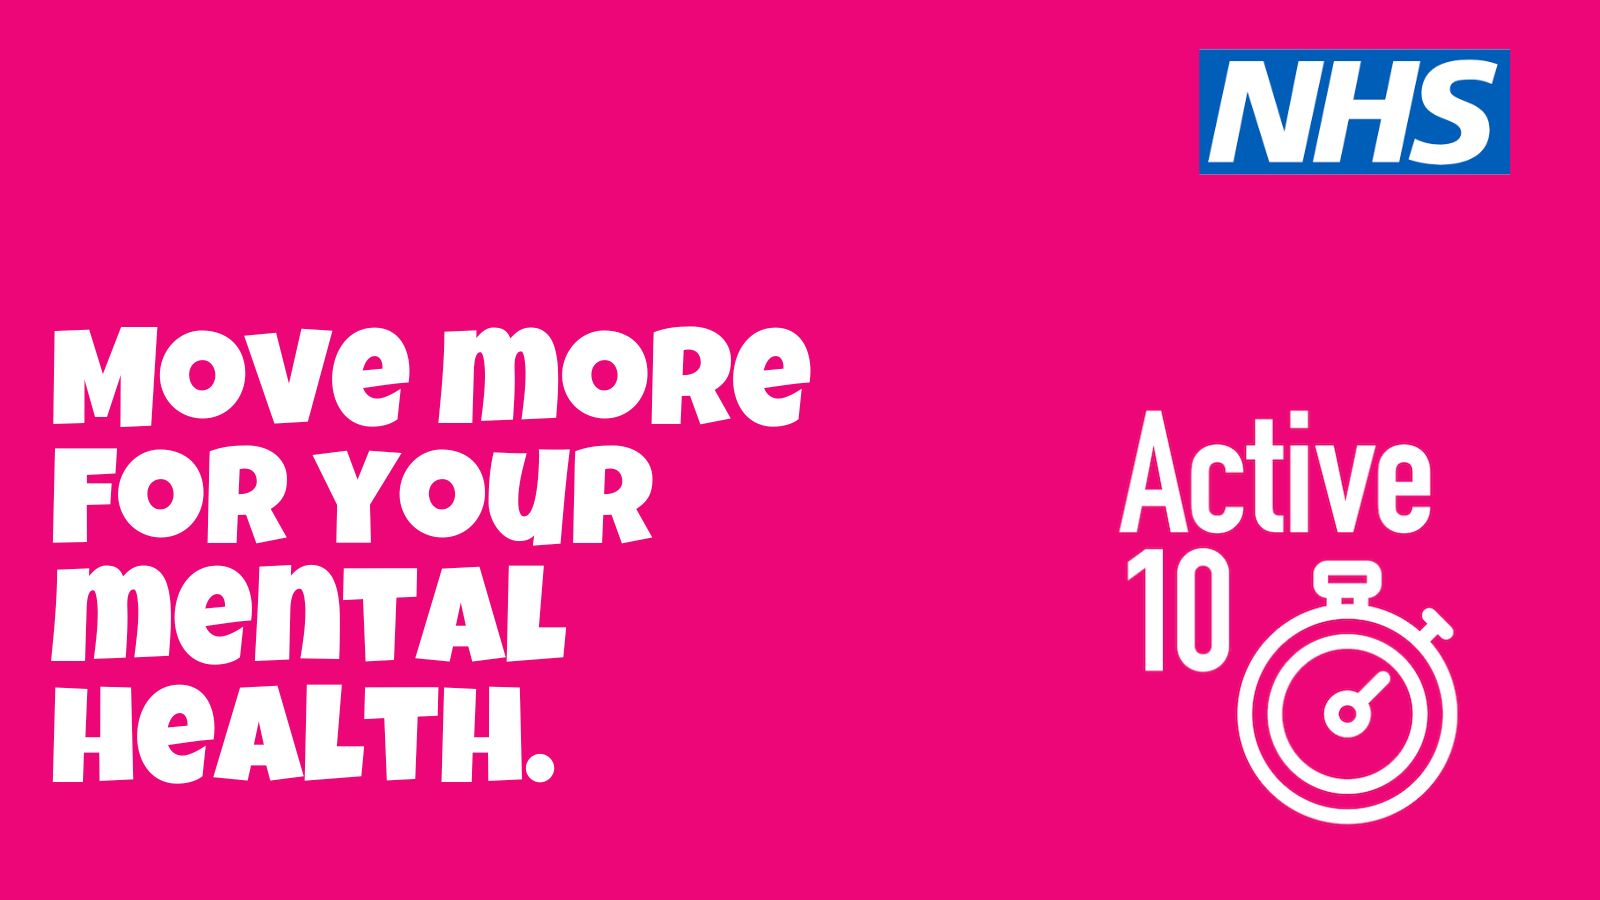 NHS
Move more
for your
mental
health.
Active
10